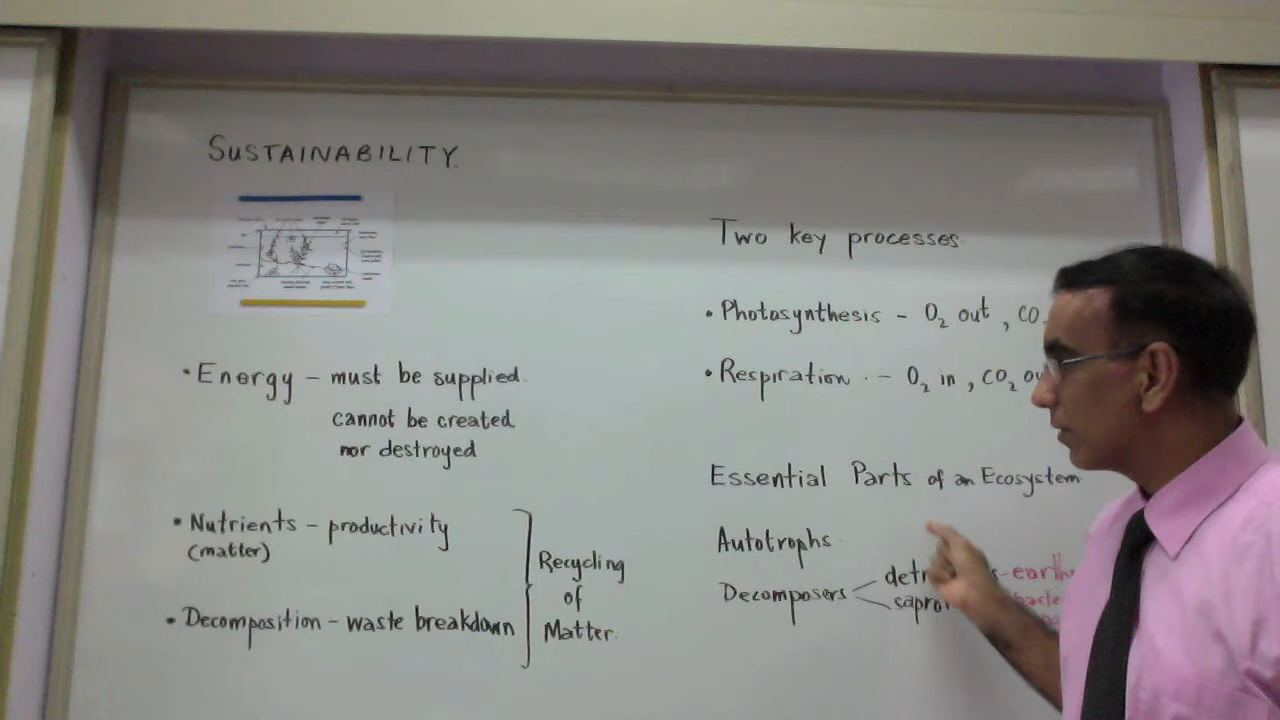 SUSTAINABILITY
• Energy – must be supplied.
cannot be created
nor destroyed
• Nutrients – productivity
(matter)
• Decomposition – waste breakdown
Recycling
of
Matter.
Two key processes
• Photosynthesis – O₂ out, CO
• Respiration – O₂ in, CO₂ ou
Essential Parts of an Ecosystem
Autotrophs
Decomposers